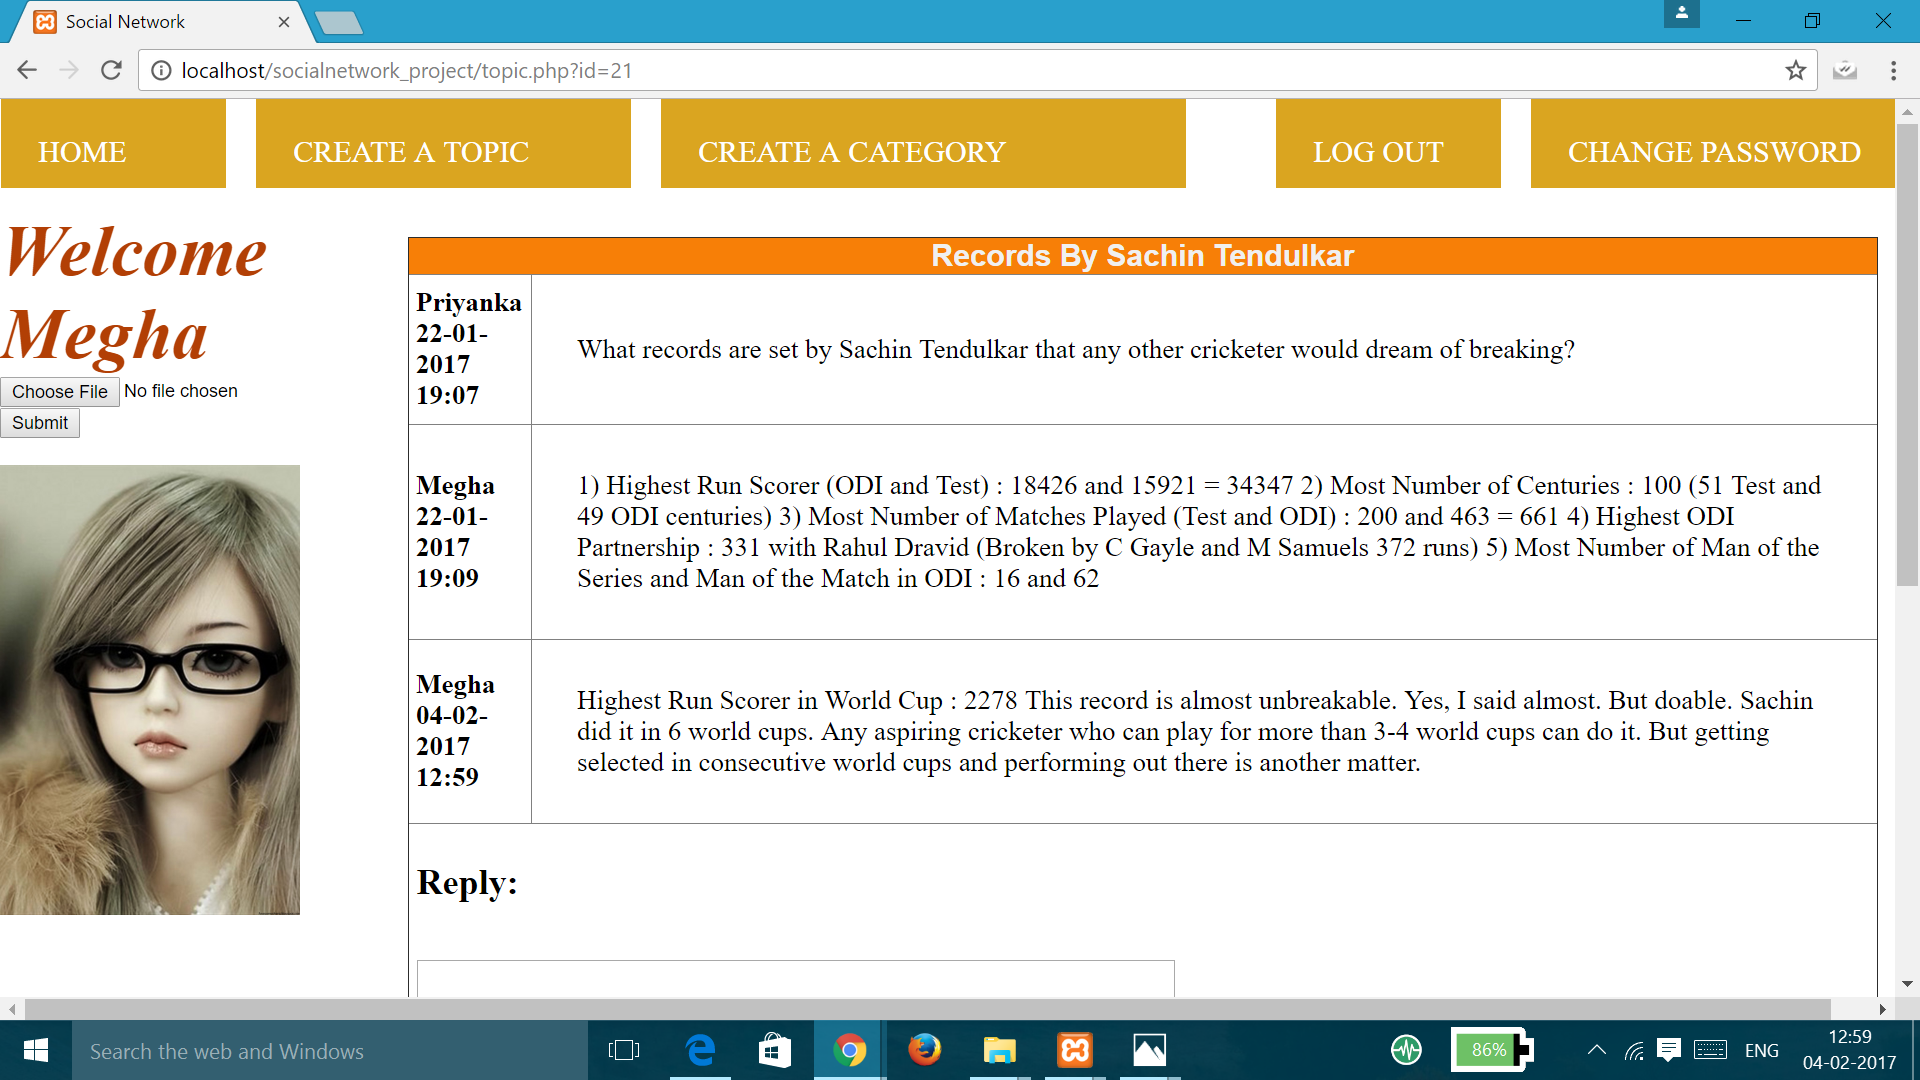 Social Network
localhost/socialnetwork_project/topic.php?id=21
HOME
CREATE A TOPIC
CREATE A CATEGORY
LOG OUT
CHANGE PASSWORD
Welcome
Megha
Choose File No file chosen
Submit
Records By Sachin Tendulkar
Priyanka
22-01-
2017
19:07
What records are set by Sachin Tendulkar that any other cricketer would dream of breaking?
Megha
22-01-
2017
19:09
1) Highest Run Scorer (ODI and Test) : 18426 and 15921 = 34347 2) Most Number of Centuries : 100 (51 Test and
49 ODI centuries) 3) Most Number of Matches Played (Test and ODI) : 200 and 463 = 661 4) Highest ODI
Partnership : 331 with Rahul Dravid (Broken by C Gayle and M Samuels 372 runs) 5) Most Number of Man of the
Series and Man of the Match in ODI : 16 and 62
Megha
04-02-
2017
12:59
Highest Run Scorer in World Cup : 2278 This record is almost unbreakable. Yes, I said almost. But doable. Sachin
did it in 6 world cups. Any aspiring cricketer who can play for more than 3-4 world cups can do it. But getting
selected in consecutive world cups and performing out there is another matter.
Reply:
Search the web and Windows
86%
ENG
12:59
04-02-2017